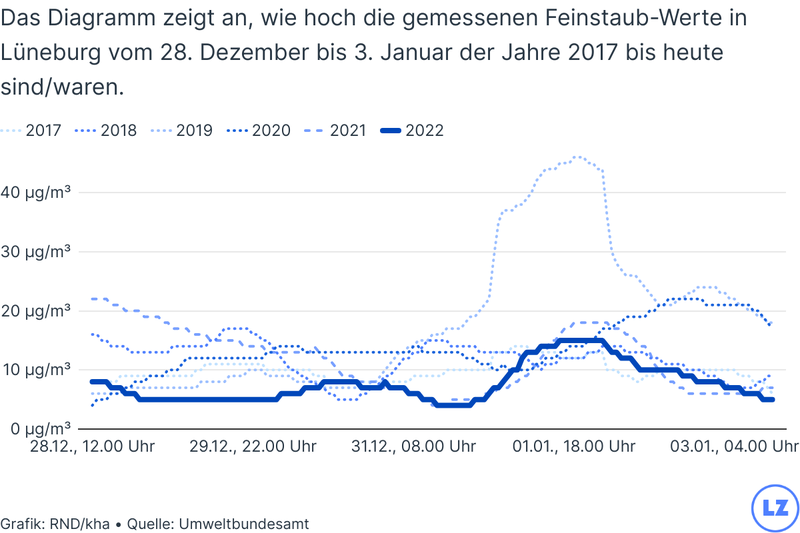 Das Diagramm zeigt an, wie hoch die gemessenen Feinstaub-Werte in
Lüneburg vom 28. Dezember bis 3. Januar der Jahre 2017 bis heute
sind/waren.
2017 2018 2019 2020 2021 2022
40 µg/m³
30 µg/m³
20 µg/m³
10 µg/m³
0 µg/m³
28.12., 12.00 Uhr 29.12., 22.00 Uhr 31.12., 08.00 Uhr 01.01., 18.00 Uhr 03.01., 04.00 Uhr
LZ
Grafik: RND/kha • Quelle: Umweltbundesamt